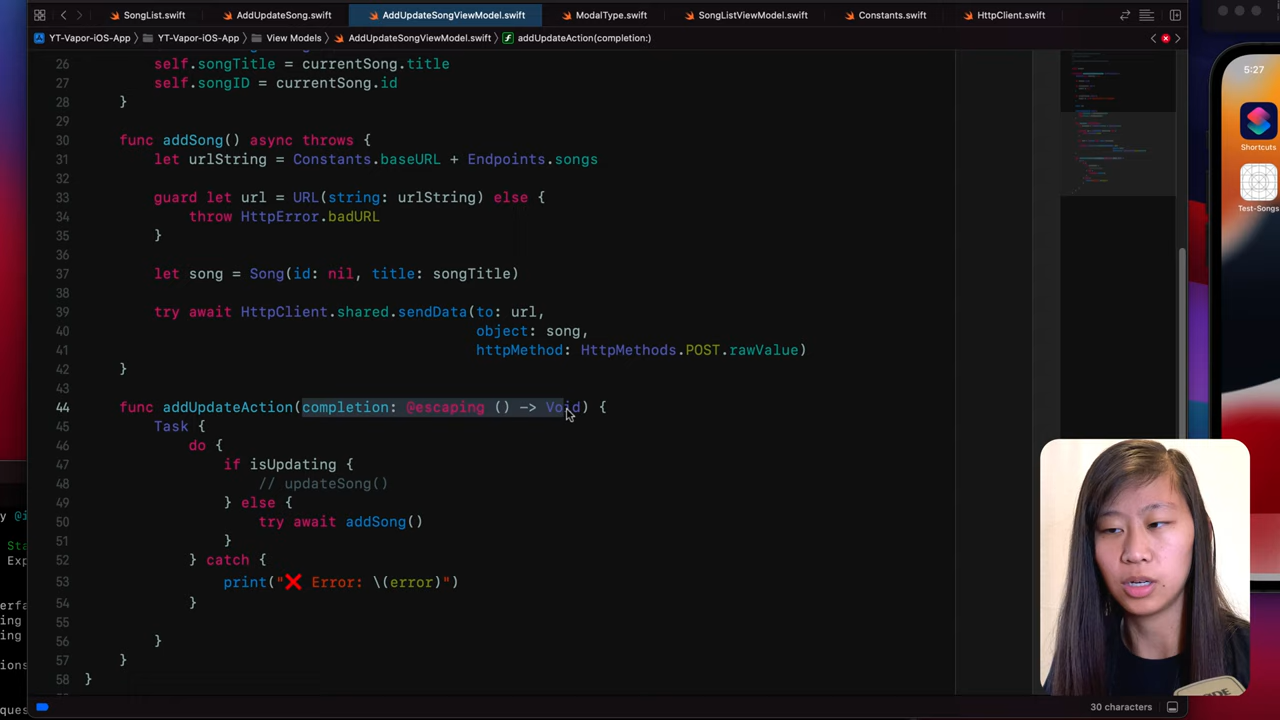 SongList.swift AddUpdateSong.swift AddUpdateSongViewModel.swift ModalType.swift SongListViewModel.swift Constants.swift HttpClient.swift
YT-Vapor-iOS-App YT-Vapor-iOS-App View Models AddUpdateSongViewModel.swift addUpdateAction(completion:)
5:27
Shortcuts
Test-Songs
26 self.songTitle = currentSong.title
27 self.songID = currentSong.id
28 }
29
30 func addSong() async throws {
31 let urlString = Constants.baseURL + Endpoints.songs
32
33 guard let url = URL(string: urlString) else {
34 throw HttpError.badURL
35 }
36
37 let song = Song(id: nil, title: songTitle)
38
39 try await HttpClient.shared.sendData(to: url,
40 object: song,
41 httpMethod: HttpMethods.POST.rawValue)
42 }
43
44 func addUpdateAction(completion: @escaping () -> Void) {
45 Task {
46 do {
47 if isUpdating {
48 // updateSong()
49 } else {
50 try await addSong()
51 }
52 } catch {
53 print("❌ Error: \(error)")
54 }
55
56 }
57 }
58 }
30 characters